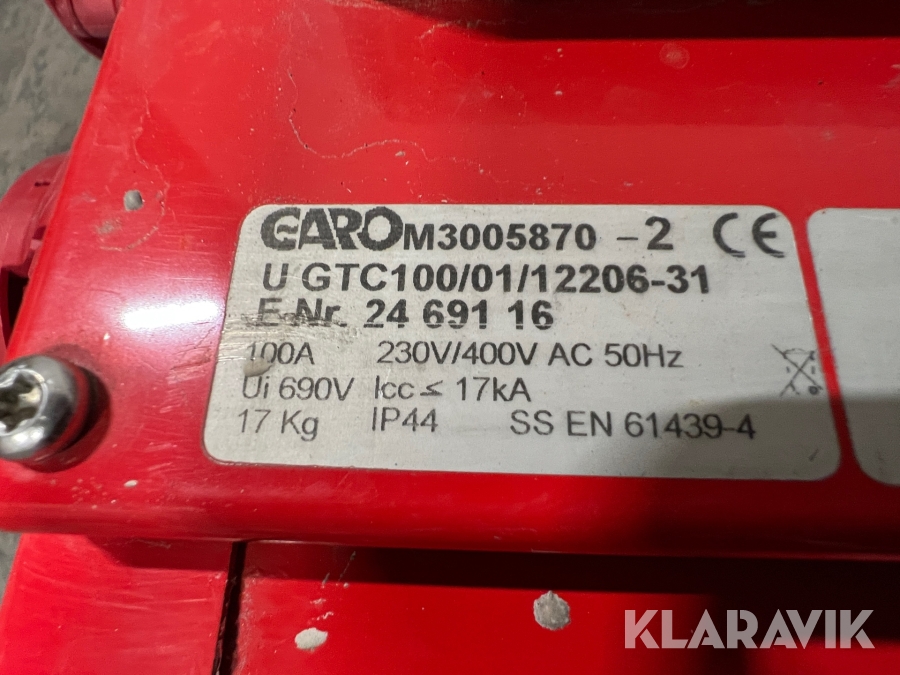 GARO M3005870 -2 CE
U GTC100/01/12206-31
E-Nr. 24 691 16
100A 230V/400V AC 50Hz
Ui 690V Icc ≤ 17kA
17 Kg IP44 SS EN 61439-4
KLARAVIK